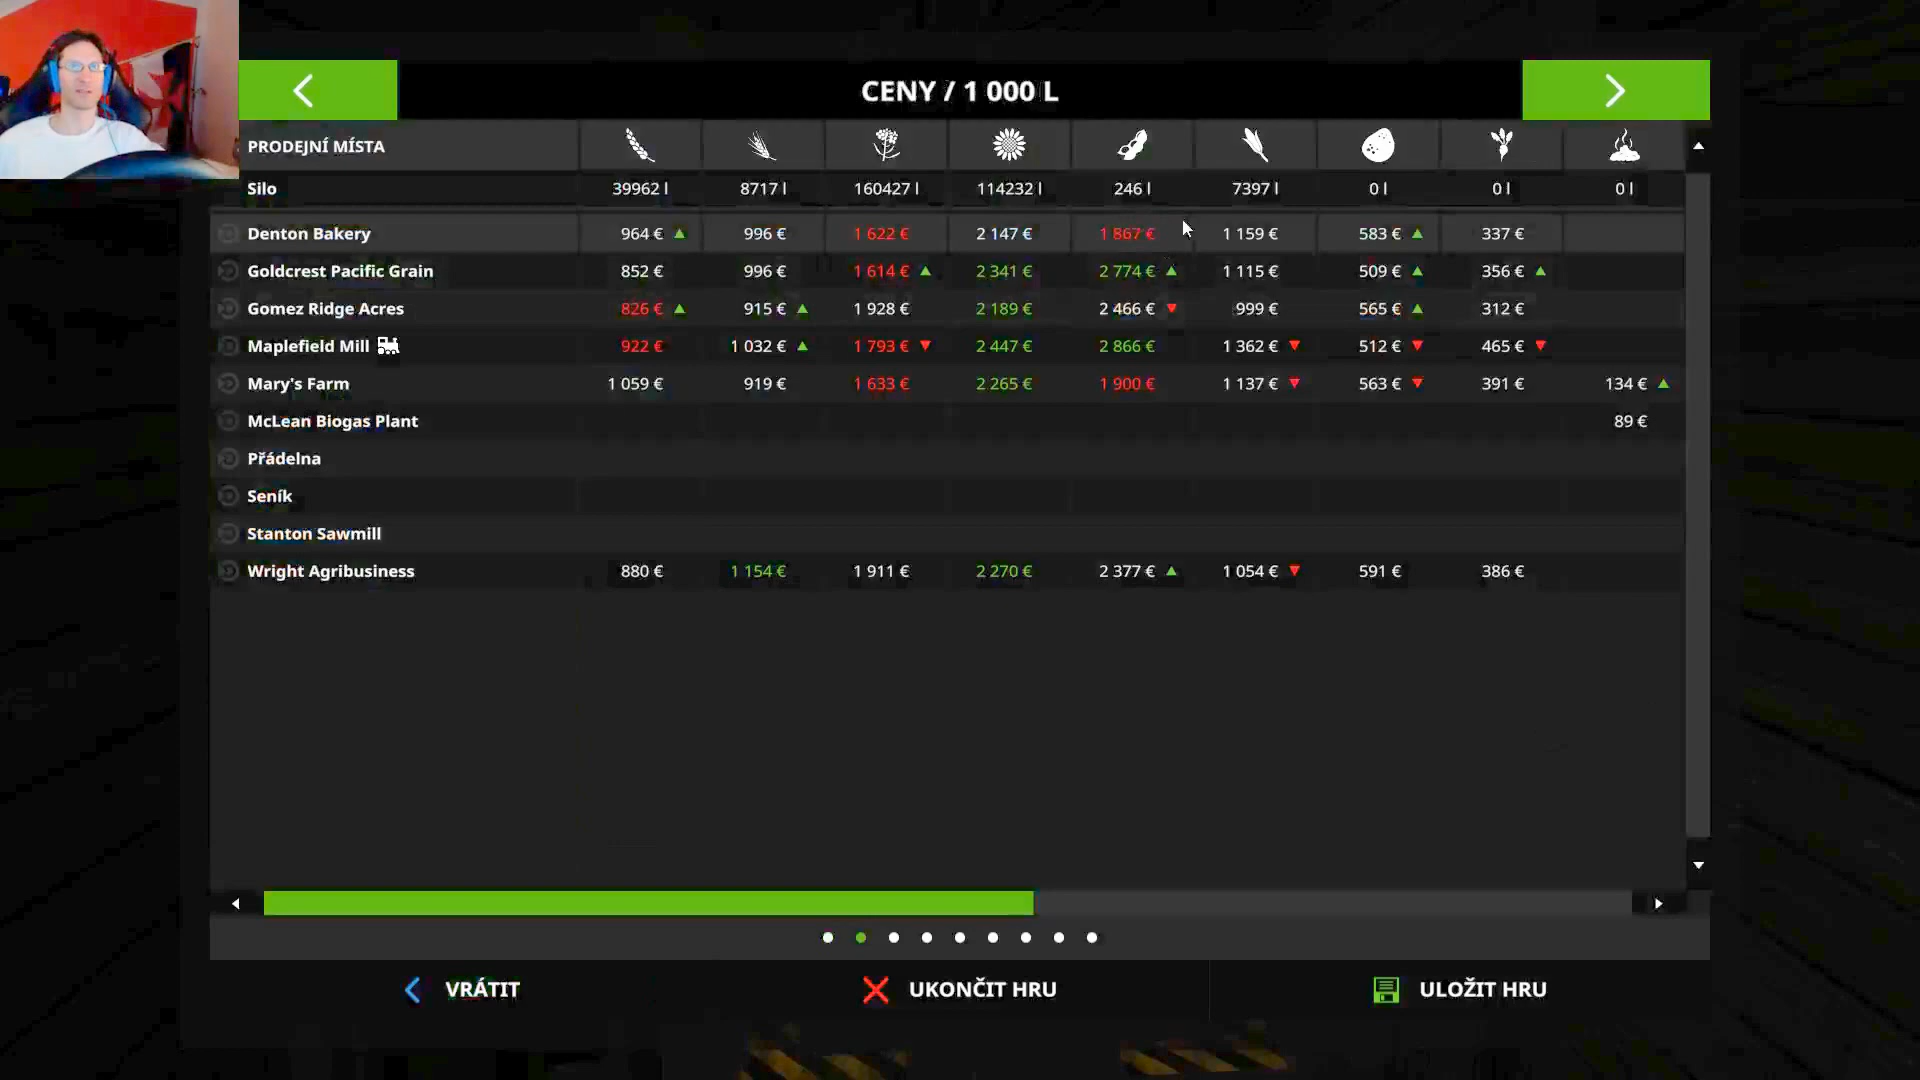 CENY / 1 000 L
PRODEJNÍ MÍSTA
Silo 39962 l 8717 l 160427 l 114232 l 246 l 7397 l 0 l 0 l 0 l
Denton Bakery 964 € 996 € 1 622 € 2 147 € 1 867 € 1 159 € 583 € 337 €
Goldcrest Pacific Grain 852 € 996 € 1 614 € 2 341 € 2 774 € 1 115 € 509 € 356 €
Gomez Ridge Acres 826 € 915 € 1 928 € 2 189 € 2 466 € 999 € 565 € 312 €
Maplefield Mill 922 € 1 032 € 1 793 € 2 447 € 2 866 € 1 362 € 512 € 465 €
Mary's Farm 1 059 € 919 € 1 633 € 2 265 € 1 900 € 1 137 € 563 € 391 € 134 €
McLean Biogas Plant 89 €
Přádelna
Seník
Stanton Sawmill
Wright Agribusiness 880 € 1 154 € 1 911 € 2 270 € 2 377 € 1 054 € 591 € 386 €
VRÁTIT UKONČIT HRU ULOŽIT HRU